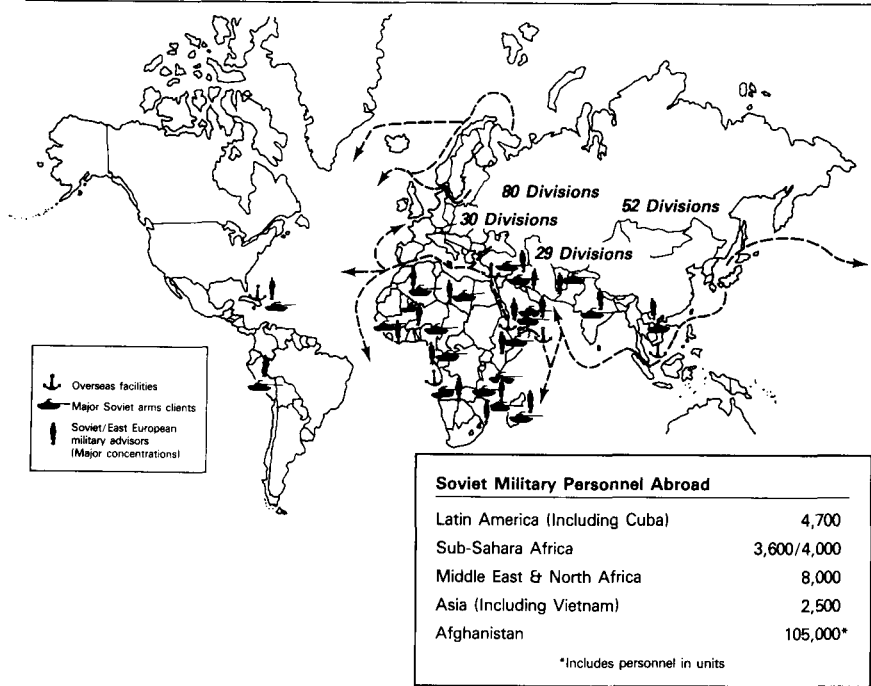 80 Divisions
52 Divisions
30 Divisions
29 Divisions
Overseas facilities
Major Soviet arms clients
Soviet/East European
military advisors
(Major concentrations)
Soviet Military Personnel Abroad
Latin America (Including Cuba) 4,700
Sub-Sahara Africa 3,600/4,000
Middle East & North Africa 8,000
Asia (Including Vietnam) 2,500
Afghanistan 105,000*
*Includes personnel in units